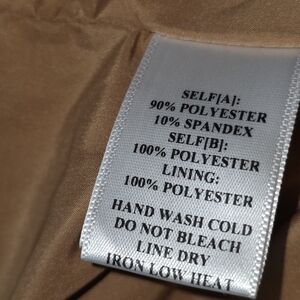 SELF[A]:
90% POLYESTER
10% SPANDEX
SELF[B]:
100% POLYESTER
LINING:
100% POLYESTER
HAND WASH COLD
DO NOT BLEACH
LINE DRY
IRON LOW HEAT